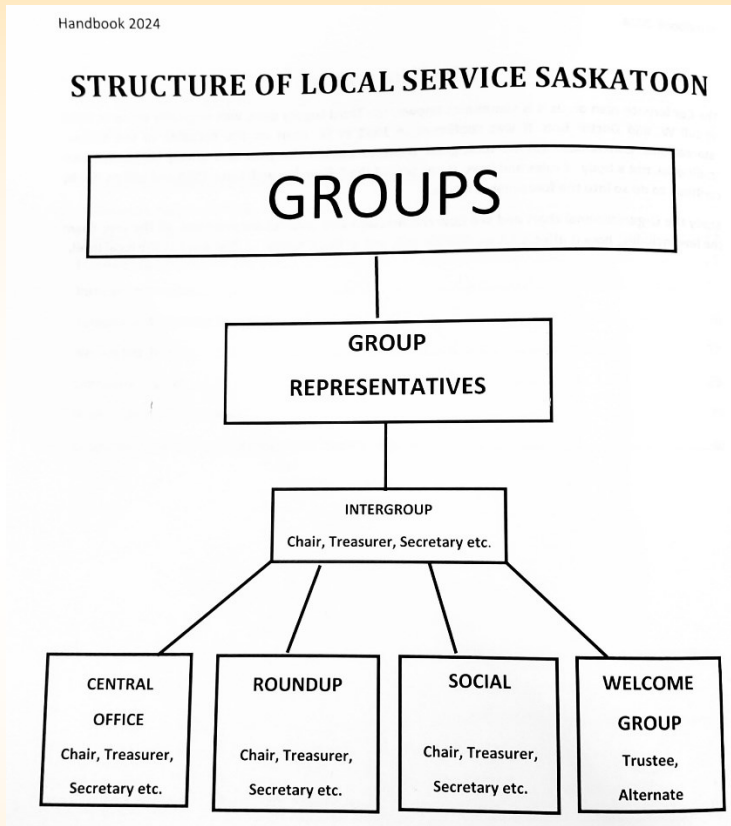 Handbook 2024
STRUCTURE OF LOCAL SERVICE SASKATOON
GROUPS
GROUP
REPRESENTATIVES
INTERGROUP
Chair, Treasurer, Secretary etc.
CENTRAL
OFFICE
Chair, Treasurer,
Secretary etc.
ROUNDUP
Chair, Treasurer,
Secretary etc.
SOCIAL
Chair, Treasurer,
Secretary etc.
WELCOME
GROUP
Trustee,
Alternate